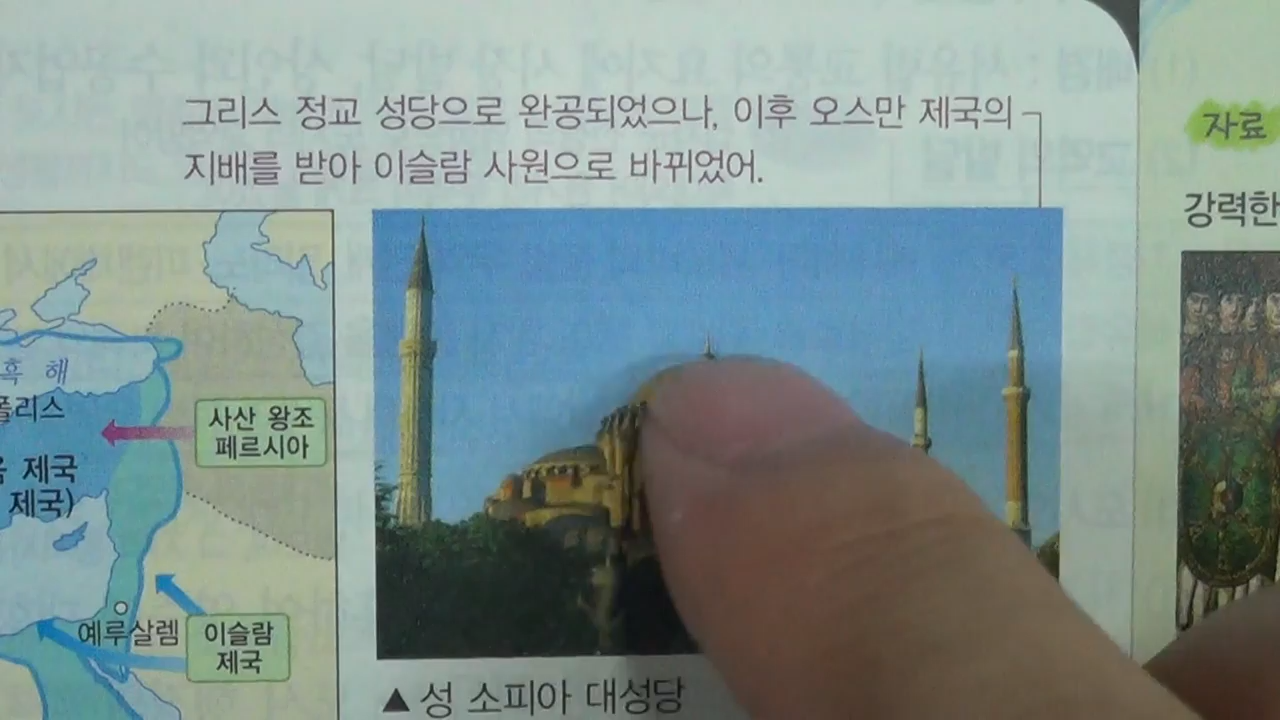 그리스 정교 성당으로 완공되었으나, 이후 오스만 제국의
지배를 받아 이슬람 사원으로 바뀌었어.
흑 해
폴리스
사산 왕조
페르시아
제국
제국)
예루살렘
이슬람
제국
▲ 성 소피아 대성당
자료
강력한